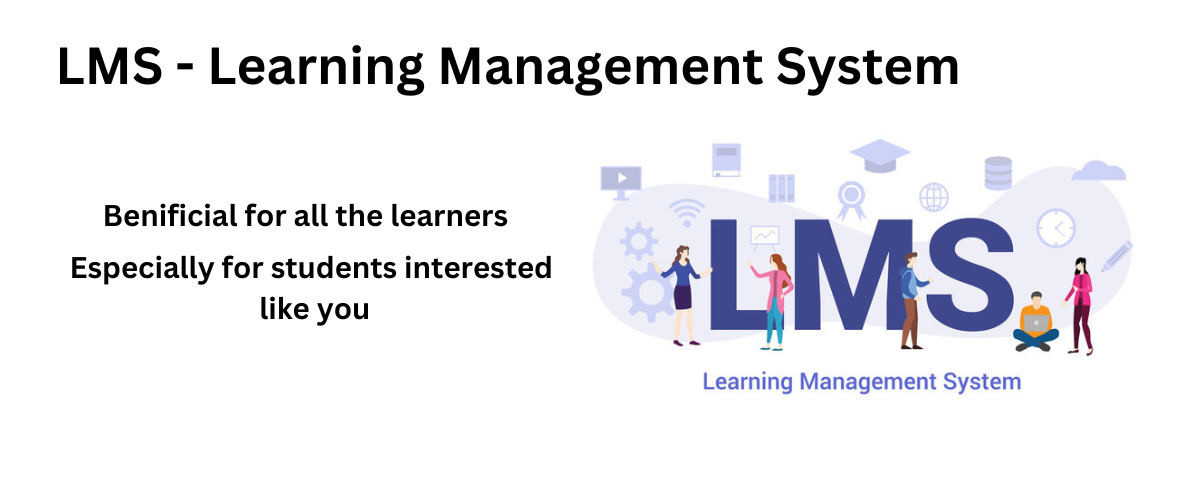 LMS - Learning Management System
Benificial for all the learners
Especially for students interested
like you
LMS
Learning Management System